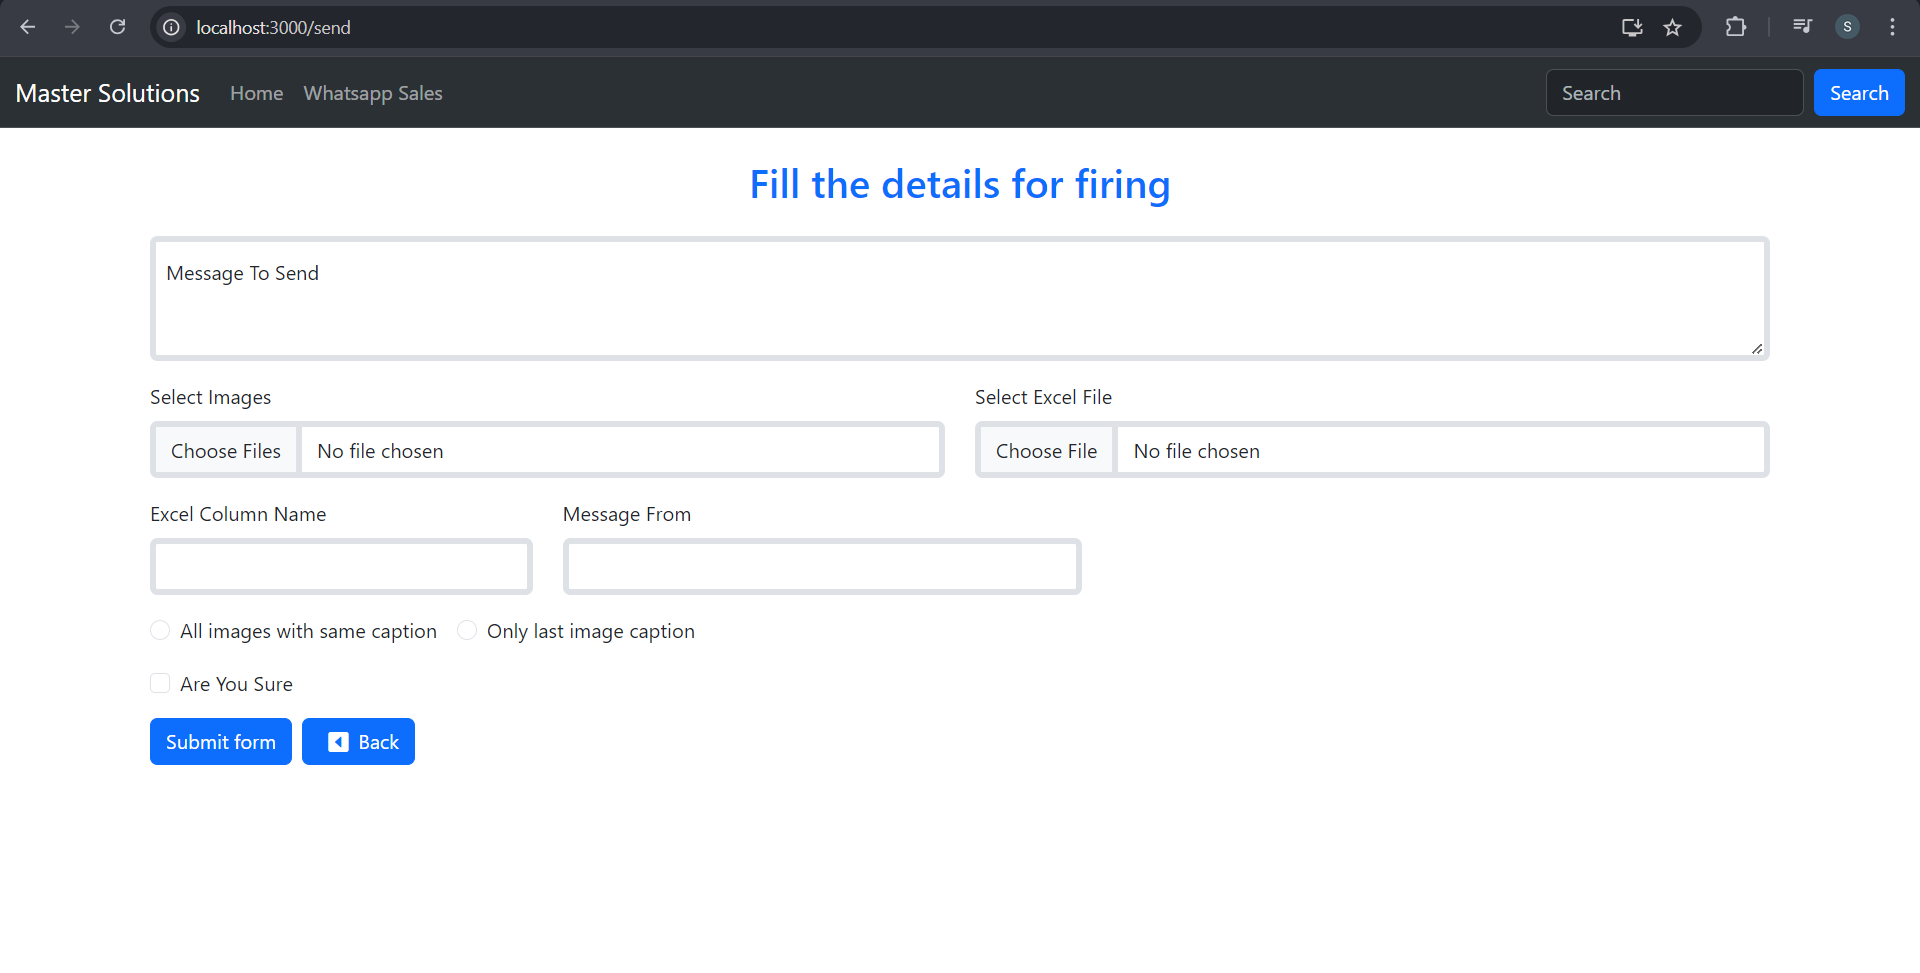 localhost:3000/send
S
Master Solutions Home Whatsapp Sales Search Search
Fill the details for firing
Message To Send
Select Images Select Excel File
Choose Files No file chosen Choose File No file chosen
Excel Column Name Message From
All images with same caption Only last image caption
Are You Sure
Submit form Back